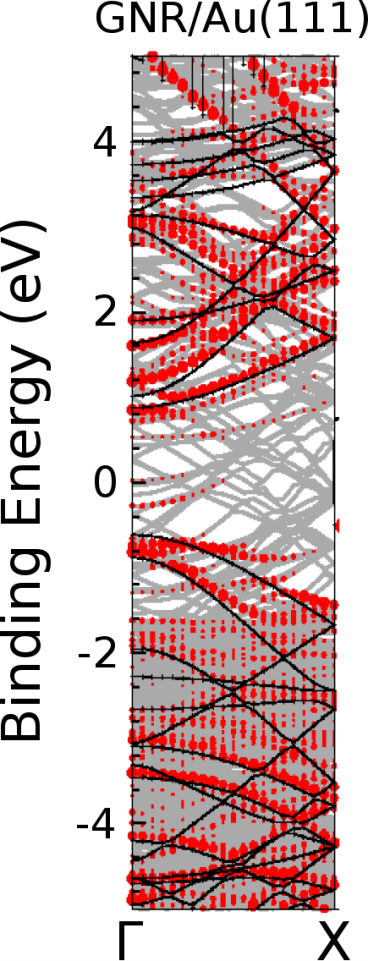 GNR/Au(111)
Binding Energy (eV)
4
2
0
-2
-4
Γ X